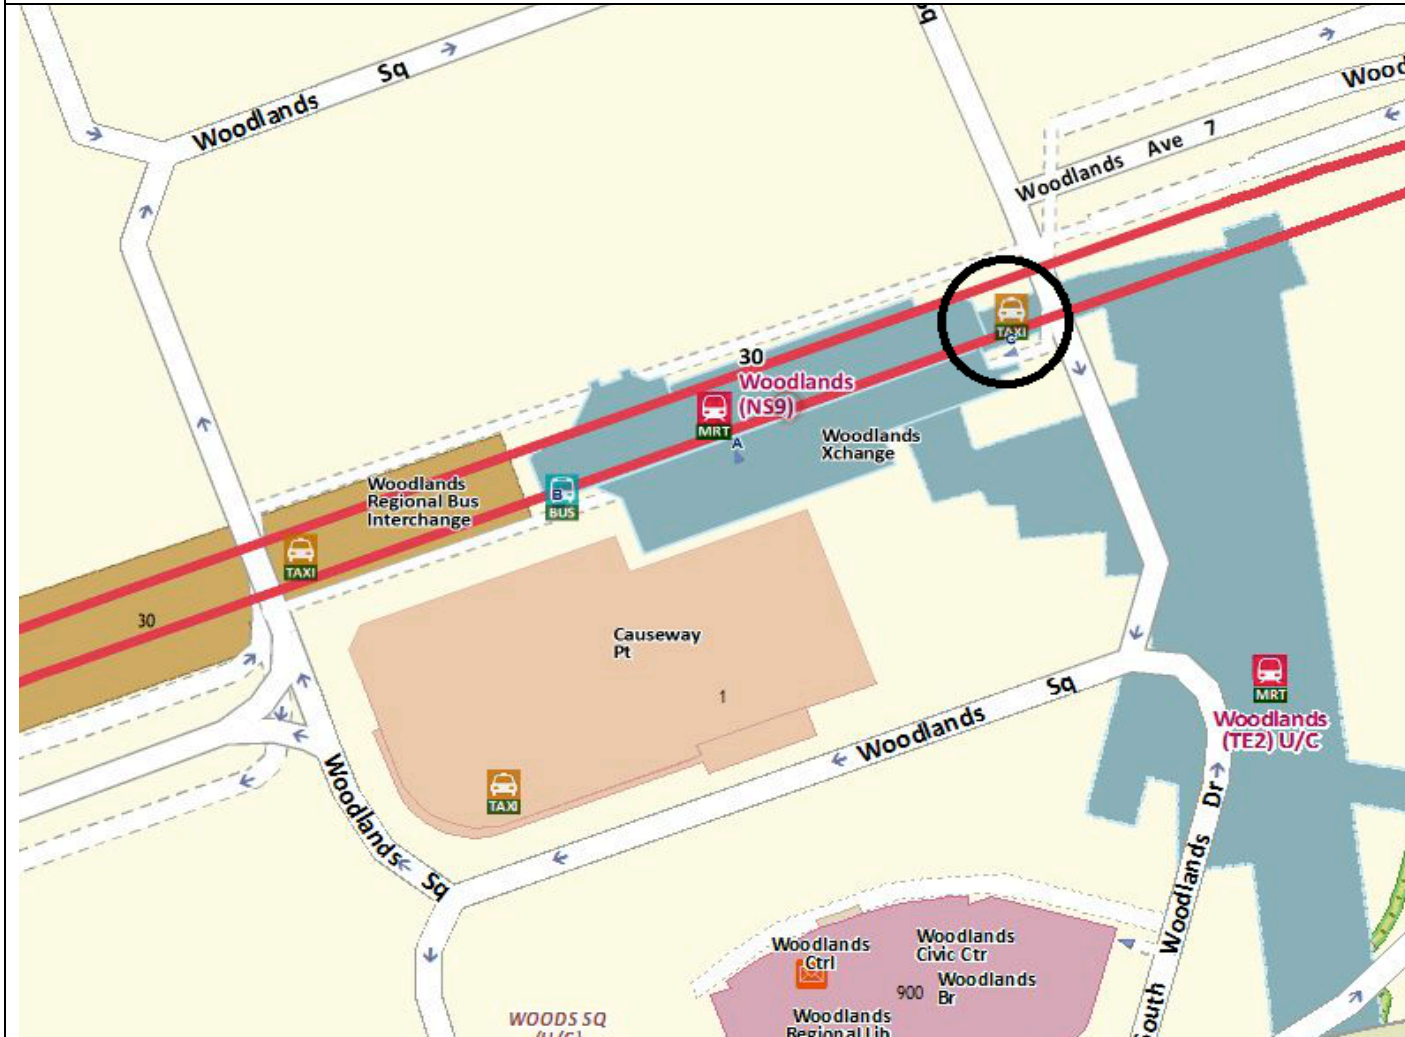 Sq
Woodlands Sq
Wood
Woodlands Ave 7
TAXI
C
30
Woodlands
(NS9)
MRT
A
Woodlands
Xchange
Woodlands
Regional Bus
Interchange
B
BUS
TAXI
30
Causeway
Pt
1
Woodlands Sq
MRT
Woodlands
(TE2) U/C
TAXI
Woodlands Sq
South Woodlands Dr
Woodlands
Ctrl
Woodlands
Civic Ctr
900
Woodlands
Br
Woodlands
Regional Lib
WOODS SQ
(U/C)